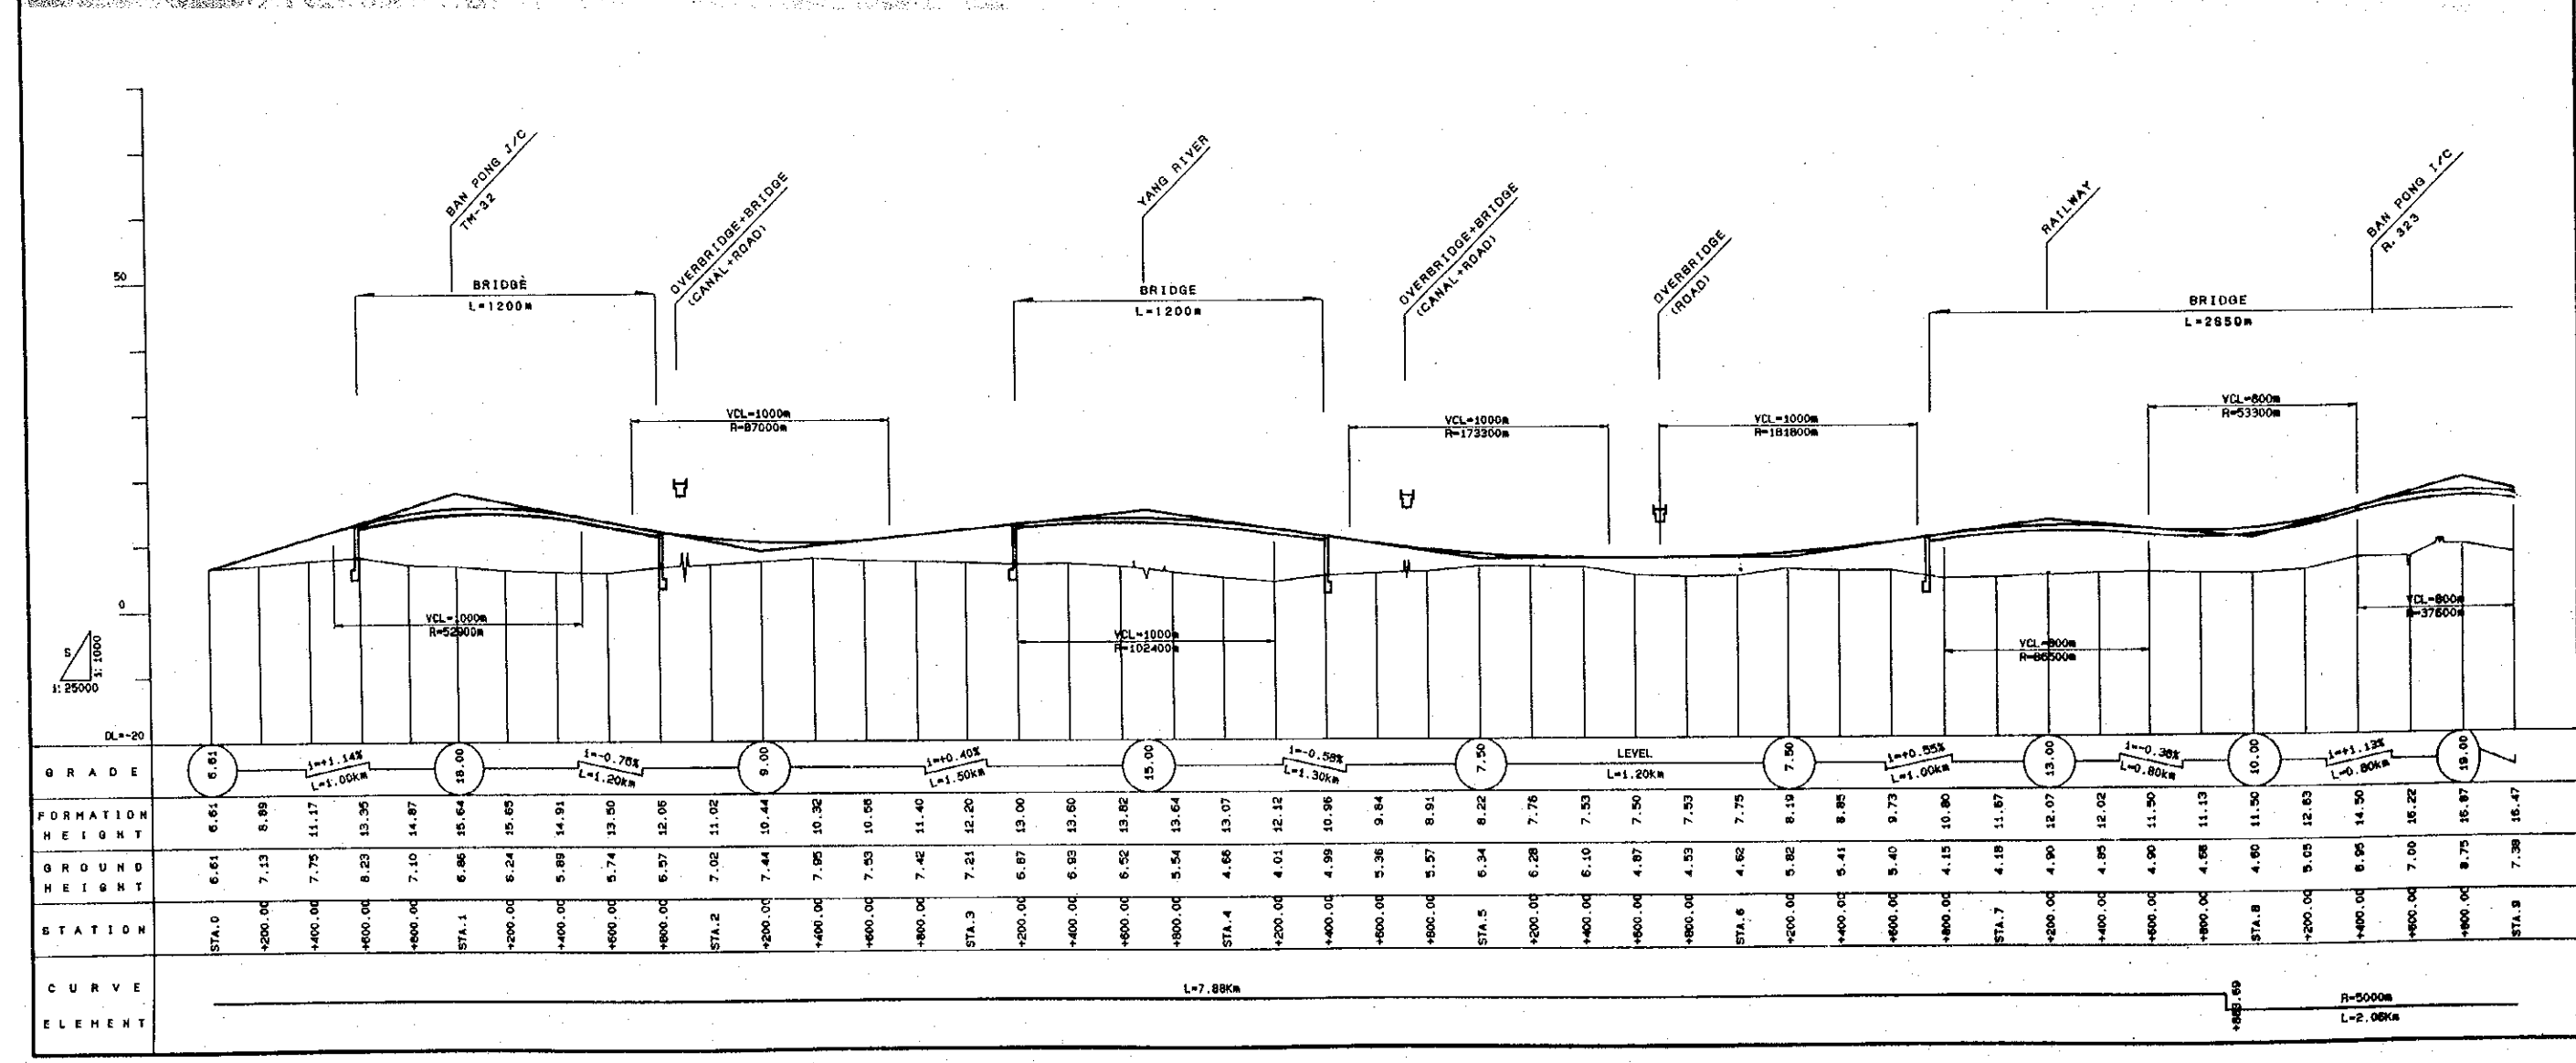 BAN PONG J/C
TM-32
OVERBRIDGE+BRIDGE
(CANAL+ROAD)
YANG RIVER
OVERBRIDGE+BRIDGE
(CANAL+ROAD)
OVERBRIDGE
(ROAD)
RAILWAY
BAN PONG I/C
R. 323
50
BRIDGE
L=1200m
BRIDGE
L=1200m
BRIDGE
L=2650m
VCL=1000m
R=87000m
VCL=1000m
R=173300m
VCL=1000m
R=181800m
VCL=800m
R=53300m
0
VCL=1000m
R=52900m
VCL=1000m
R=102400m
VCL=800m
R=86500m
VCL=800m
R=37600m
S
1:1000
1:25000
DL=-20
GRADE
6.61
i=+1.14%
L=1.00km
18.00
i=-0.76%
L=1.20km
9.00
i=+0.40%
L=1.50km
15.00
i=-0.58%
L=1.30km
7.50
LEVEL
L=1.20km
7.50
i=+0.55%
L=1.00km
13.00
i=-0.38%
L=0.80km
10.00
i=+1.13%
L=0.80km
19.00
FORMATION
HEIGHT
6.61 8.89 11.17 13.35 14.87 15.64 15.65 14.91 13.50 12.06 11.02 10.44 10.32 10.66 11.40 12.20 13.00 13.60 13.82 13.64 13.07 12.12 10.96 9.84 8.91 8.22 7.76 7.53 7.50 7.53 7.75 8.19 8.85 9.73 10.80 11.67 12.07 12.02 11.50 11.13 11.50 12.63 14.50 16.22 16.87 16.47
GROUND
HEIGHT
6.61 7.13 7.75 8.23 7.10 6.86 6.24 5.89 5.74 6.57 7.02 7.44 7.95 7.53 7.42 7.21 6.87 6.93 6.52 5.54 4.66 4.01 4.99 5.36 5.57 6.34 6.28 6.10 4.87 4.53 4.62 5.82 5.41 5.40 4.15 4.18 4.90 4.85 4.90 4.68 4.60 5.05 6.95 7.00 8.75 7.38
STATION
STA.0 +200.00 +400.00 +600.00 +800.00 STA.1 +200.00 +400.00 +600.00 +800.00 STA.2 +200.00 +400.00 +600.00 +800.00 STA.3 +200.00 +400.00 +600.00 +800.00 STA.4 +200.00 +400.00 +600.00 +800.00 STA.5 +200.00 +400.00 +600.00 +800.00 STA.6 +200.00 +400.00 +600.00 +800.00 STA.7 +200.00 +400.00 +600.00 +800.00 STA.8 +200.00 +400.00 +600.00 +800.00 STA.9
CURVE
ELEMENT
L=7.88Km
R=5000m
L=2.06Km